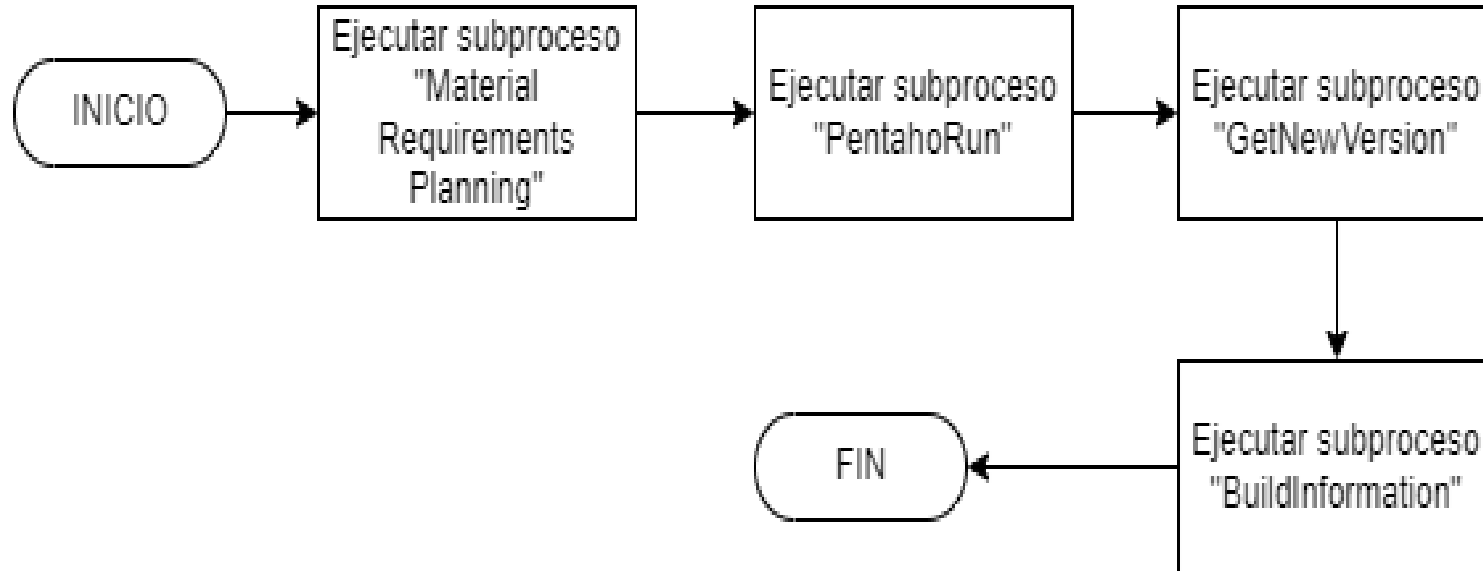 INICIO
Ejecutar subproceso
"Material
Requirements
Planning"
Ejecutar subproceso
"PentahoRun"
Ejecutar subproceso
"GetNewVersion"
Ejecutar subproceso
"BuildInformation"
FIN